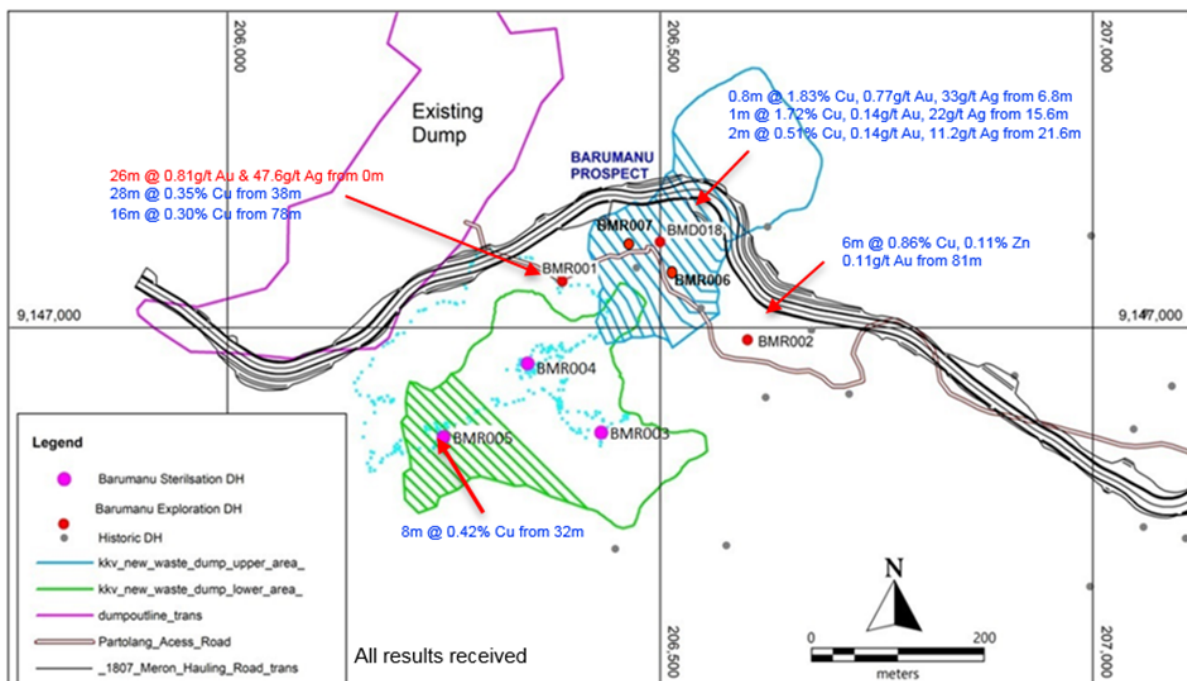 206,000
206,500
207,000
Existing
Dump
0.8m @ 1.83% Cu, 0.77g/t Au, 33g/t Ag from 6.8m
1m @ 1.72% Cu, 0.14g/t Au, 22g/t Ag from 15.6m
2m @ 0.51% Cu, 0.14g/t Au, 11.2g/t Ag from 21.6m
BARUMANU
PROSPECT
26m @ 0.81g/t Au & 47.6g/t Ag from 0m
28m @ 0.35% Cu from 38m
16m @ 0.30% Cu from 78m
BMR007
BMD018
6m @ 0.86% Cu, 0.11% Zn
0.11g/t Au from 81m
BMR001
BMR006
9,147,000
9,147,000
BMR002
BMR004
BMR005
BMR003
Legend
Barumanu Sterilsation DH
Barumanu Exploration DH
Historic DH
kkv_new_waste_dump_upper_area_
kkv_new_waste_dump_lower_area_
dumpoutline_trans
Partolang_Acess_Road
_1807_Meron_Hauling_Road_trans
8m @ 0.42% Cu from 32m
All results received
N
0 200
meters
206,500
207,000